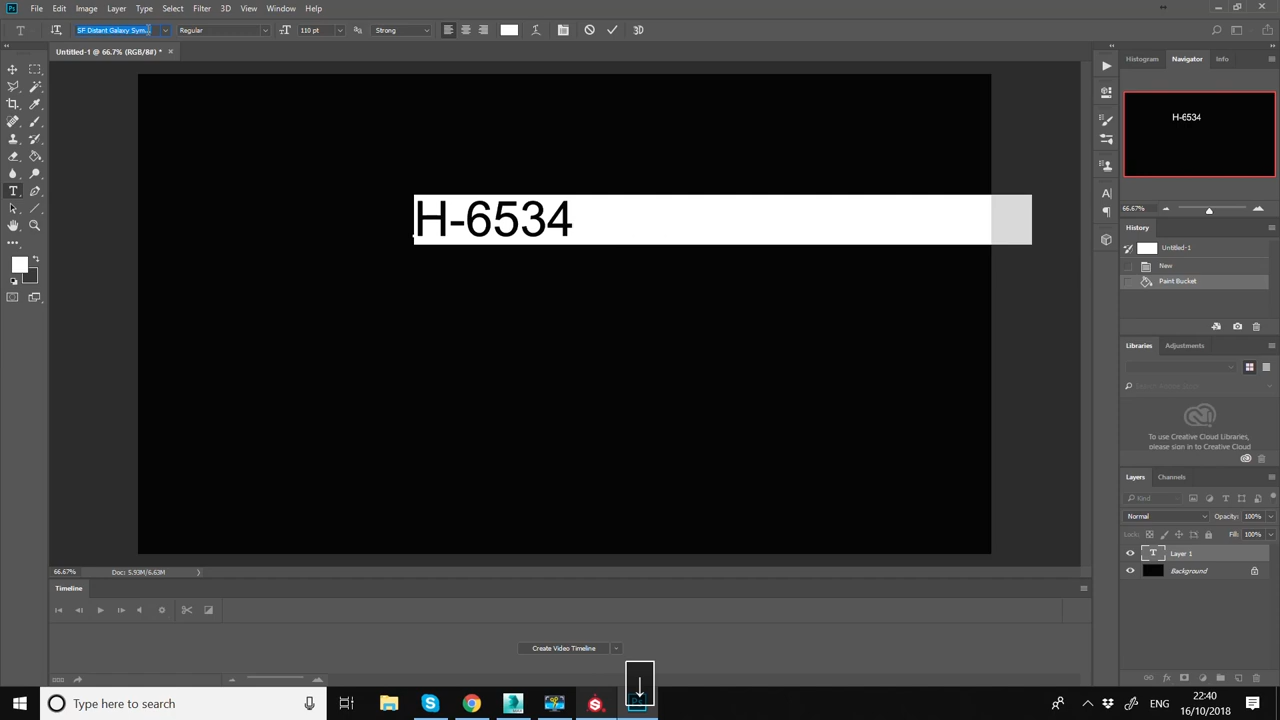 Ps File Edit Image Layer Type Select Filter 3D View Window Help
T SF Distant Galaxy Sym... Regular 110 pt Strong 3D
Untitled-1 @ 66.7% (RGB/8#) *
Histogram Navigator Info
H-6534
66.67%
History
Untitled-1
New
Paint Bucket
Libraries Adjustments
To use Creative Cloud Libraries,
please sign in to Creative Cloud
Layers Channels
Kind
Normal Opacity: 100%
Lock: Fill: 100%
T Layer 1
Background
H-6534
66.67% Doc: 5.93M/6.63M
Timeline
Create Video Timeline
↓
Type here to search
ENG
22:40
16/10/2018